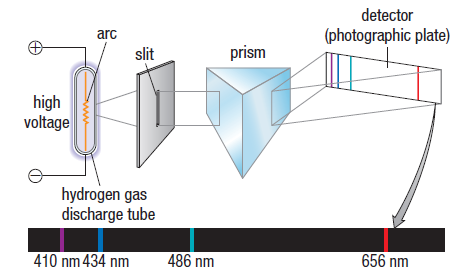 detector
(photographic plate)
arc
slit
prism
+
high
voltage
−
hydrogen gas
discharge tube
410 nm 434 nm 486 nm 656 nm